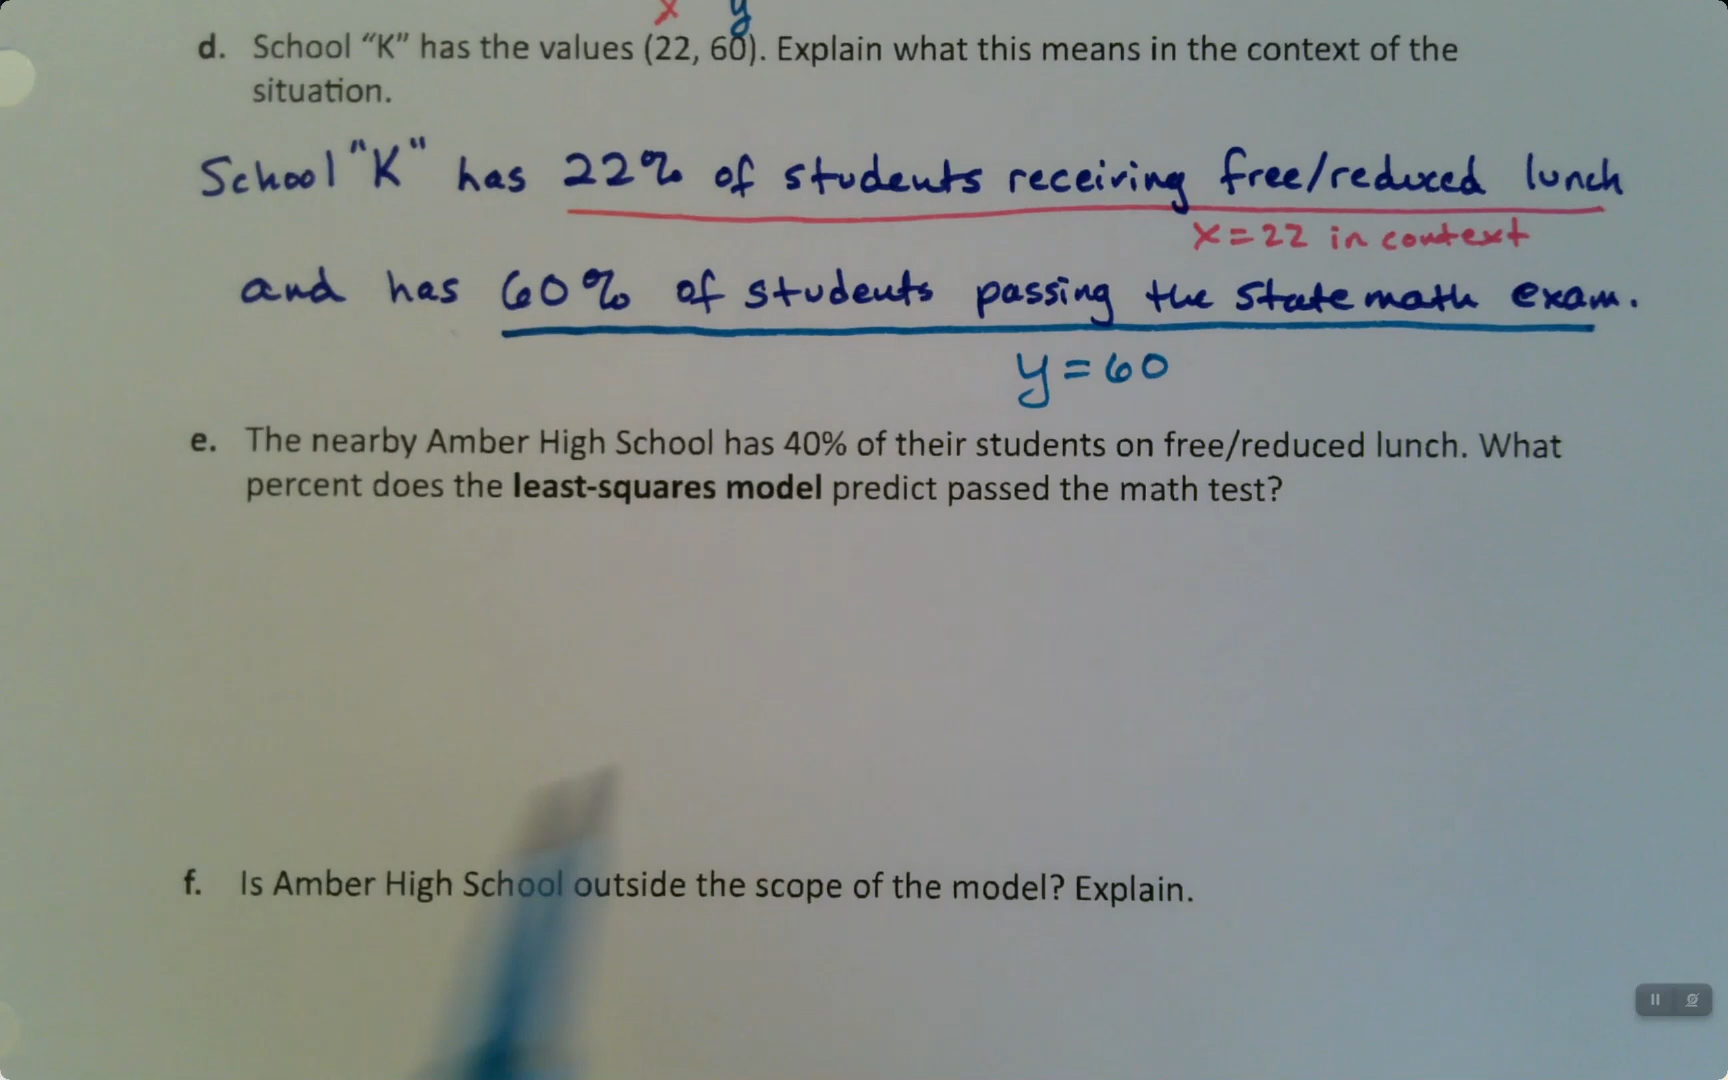 x y
d. School “K” has the values (22, 60). Explain what this means in the context of the
situation.
School "K" has 22% of students receiving free/reduced lunch
x=22 in context
and has 60% of students passing the state math exam.
y=60
e. The nearby Amber High School has 40% of their students on free/reduced lunch. What
percent does the least-squares model predict passed the math test?
f. Is Amber High School outside the scope of the model? Explain.